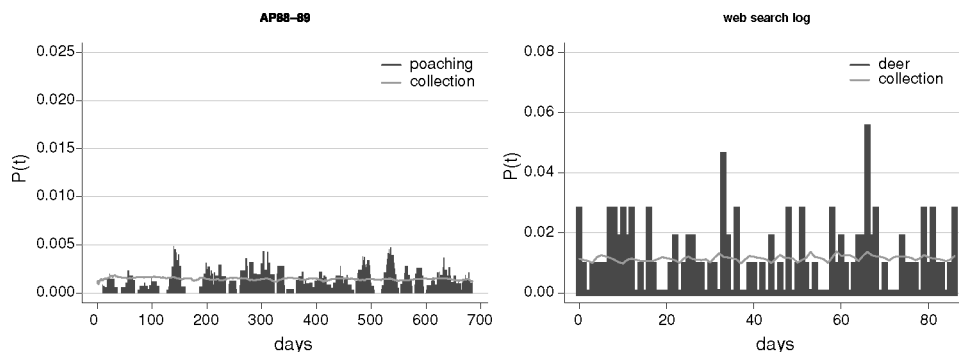 AP88–89
0.025
0.020
0.015
0.010
0.005
0.000
P(t)
poaching
collection
0 100 200 300 400 500 600 700
days
web search log
0.08
0.06
0.04
0.02
0.00
P(t)
deer
collection
0 20 40 60 80
days